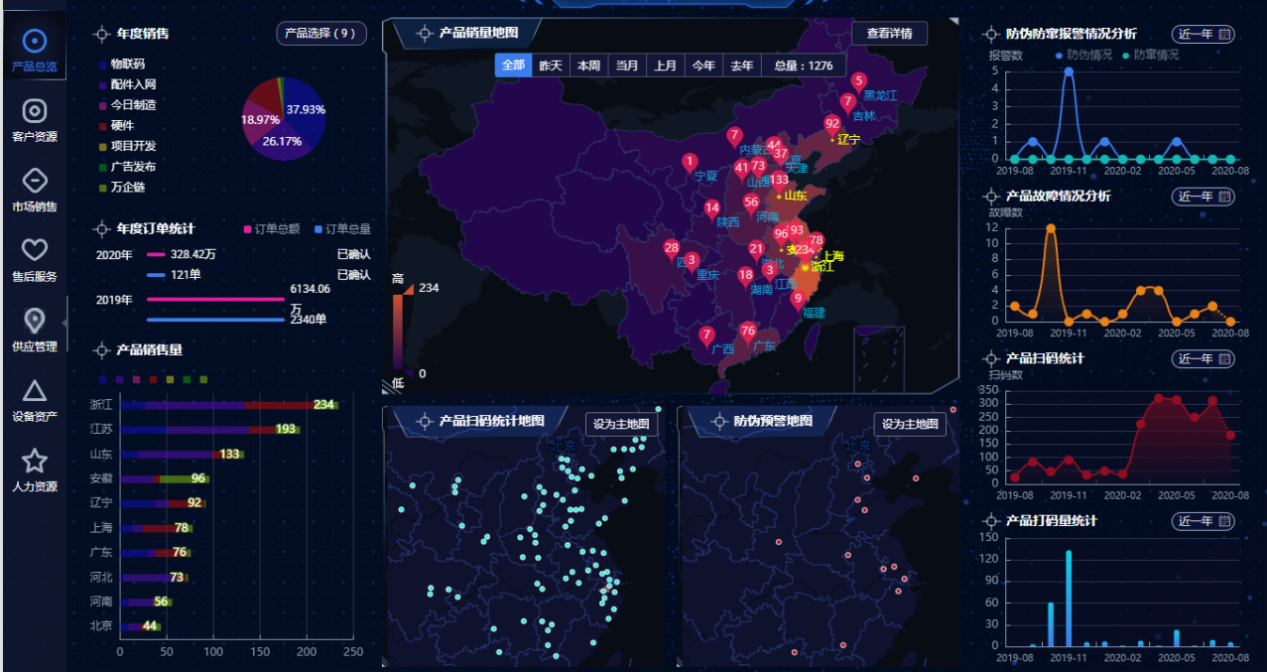 产品总览
客户资源
市场销售
售后服务
供应管理
设备资产
人力资源
年度销售
产品选择 ( 9 )
物联码
配件入网
今日制造
硬件
项目开发
广告发布
万企链
37.93%
18.97%
26.17%
年度订单统计
订单总额
订单总量
2020年
328.42万
已确认
121单
已确认
2019年
6134.06
万
2340单
产品销售量
浙江
234
江苏
193
山东
133
安徽
96
辽宁
92
上海
78
广东
76
河北
73
河南
56
北京
44
0
50
100
150
200
250
产品销量地图
查看详情
全部
昨天
本周
当月
上月
今年
去年
总量：1276
5
黑龙江
7
吉林
92
辽宁
7
内蒙古
44
37
天津
1
宁夏
41
73
山西
133
山东
14
陕西
56
河南
96
193
78
上海
28
3
重庆
21
234
浙江
18
湖南
3
江西
9
福建
7
广西
76
广东
高
234
0
低
产品扫码统计地图
设为主地图
北京
防伪预警地图
设为主地图
北京
防伪防窜报警情况分析
近一年
报警数
防伪情况
防窜情况
5
4
3
2
1
0
2019-08
2019-11
2020-02
2020-05
2020-08
产品故障情况分析
近一年
故障数
12
10
8
6
4
2
0
2019-08
2019-11
2020-02
2020-05
2020-08
产品扫码统计
近一年
扫码数
350
300
250
200
150
100
50
0
2019-08
2019-11
2020-02
2020-05
2020-08
产品打码量统计
近一年
150
120
90
60
30
0
2019-08
2019-11
2020-02
2020-05
2020-08